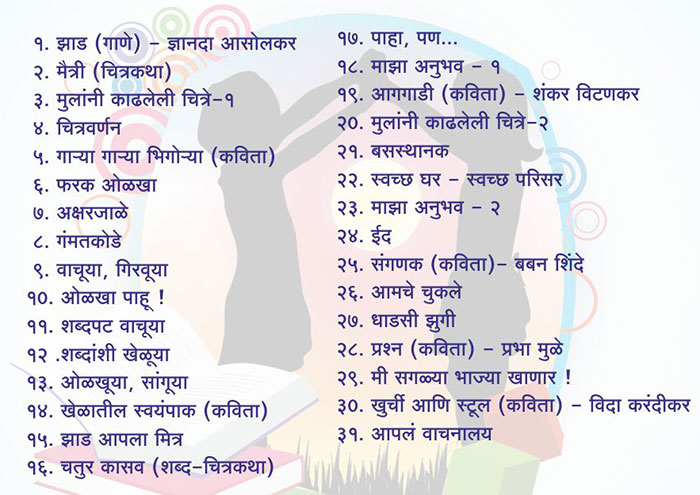 १. झाड (गाणे) – ज्ञानदा आसोलकर
२. मैत्री (चित्रकथा)
३. मुलांनी काढलेली चित्रे-१
४. चित्रवर्णन
५. गाऱ्या गाऱ्या भिंगोऱ्या (कविता)
६. फरक ओळखा
७. अक्षरजाळे
८. गंमतकोडे
९. वाचूया, गिरवूया
१०. ओळखा पाहू !
११. शब्दपट वाचूया
१२ .शब्दांशी खेळूया
१३. ओळखूया, सांगूया
१४. खेळातील स्वयंपाक (कविता)
१५. झाड आपला मित्र
१६. चतुर कासव (शब्द-चित्रकथा)
१७. पाहा, पण...
१८. माझा अनुभव – १
१९. आगगाडी (कविता) – शंकर विटणकर
२०. मुलांनी काढलेली चित्रे-२
२१. बसस्थानक
२२. स्वच्छ घर – स्वच्छ परिसर
२३. माझा अनुभव – २
२४. ईद
२५. संगणक (कविता)– बबन शिंदे
२६. आमचे चुकले
२७. धाडसी झुगी
२८. प्रश्न (कविता) – प्रभा मुळे
२९. मी सगळ्या भाज्या खाणार !
३०. खुर्ची आणि स्टूल (कविता) – विंदा करंदीकर
३१. आपलं वाचनालय